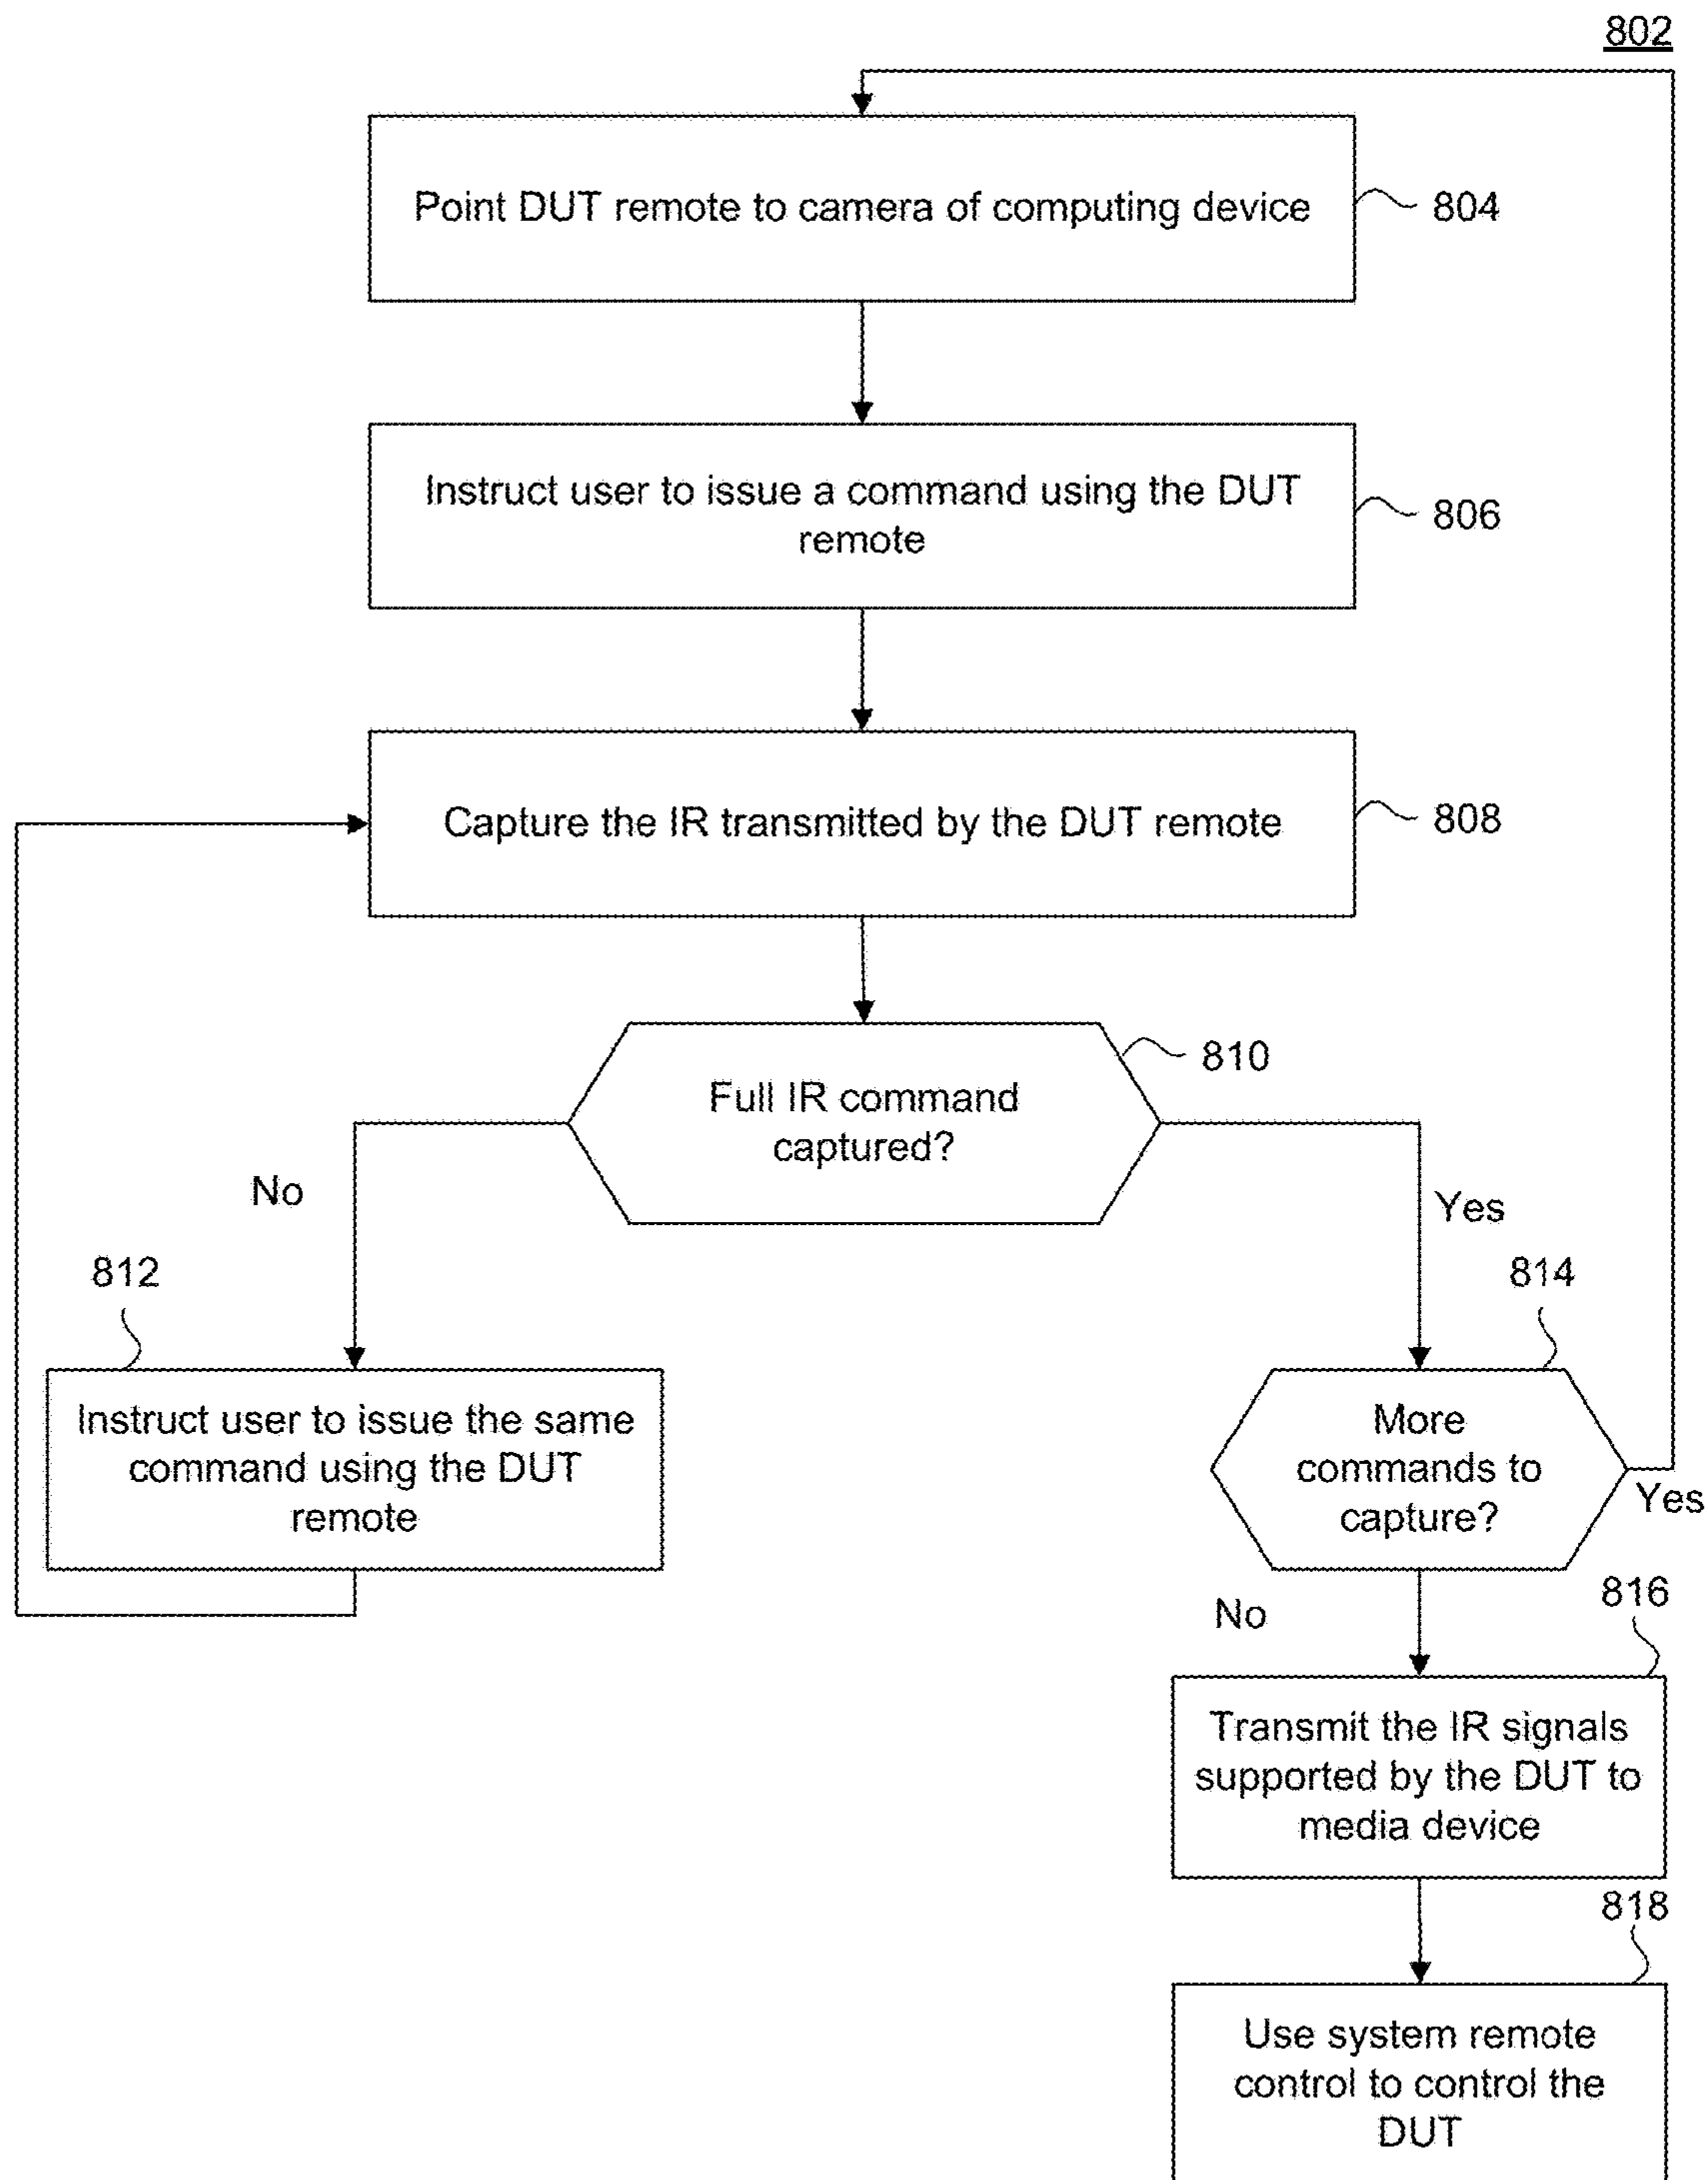 802
Point DUT remote to camera of computing device
804
Instruct user to issue a command using the DUT
remote
806
Capture the IR transmitted by the DUT remote
808
Full IR command
captured?
810
No
Yes
812
814
Instruct user to issue the same
command using the DUT
remote
More
commands to
capture?
Yes
No
816
Transmit the IR signals
supported by the DUT to
media device
818
Use system remote
control to control the
DUT